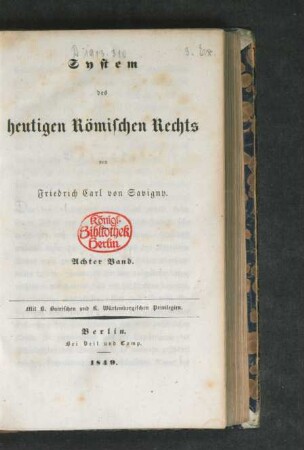 System
des
heutigen Römischen Rechts
von
Friedrich Carl von Savigny.
Königl.
Bibliothek
Berlin
Achter Band.
Mit K. Bairischen und K. Würtembergischen Privilegien.
Berlin.
Bei Veit und Comp.
1849.